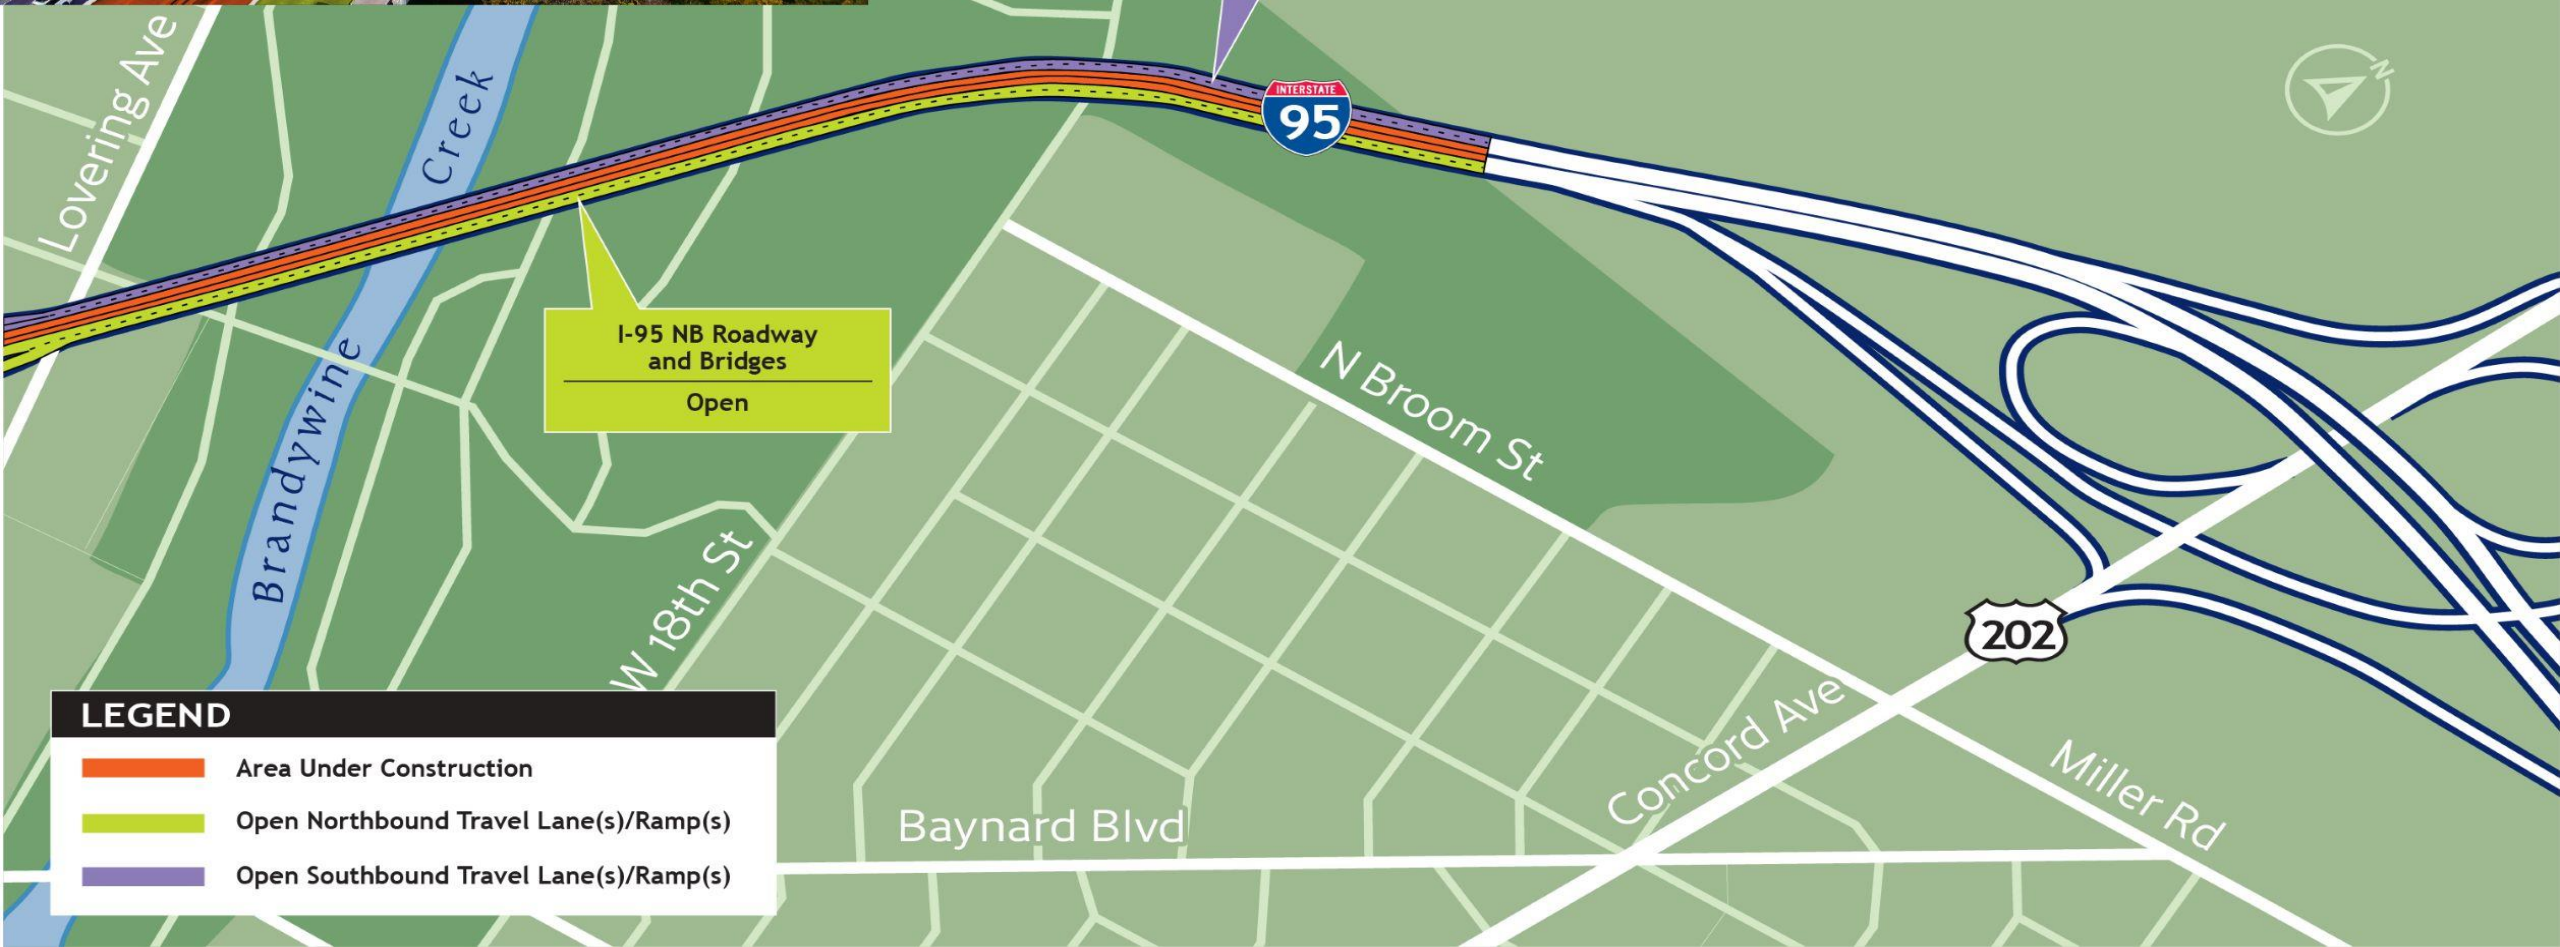 Lovering Ave
Brandywine Creek
INTERSTATE
95
N
I-95 NB Roadway
and Bridges
Open
N Broom St
W 18th St
202
Concord Ave
Miller Rd
Baynard Blvd
LEGEND
Area Under Construction
Open Northbound Travel Lane(s)/Ramp(s)
Open Southbound Travel Lane(s)/Ramp(s)